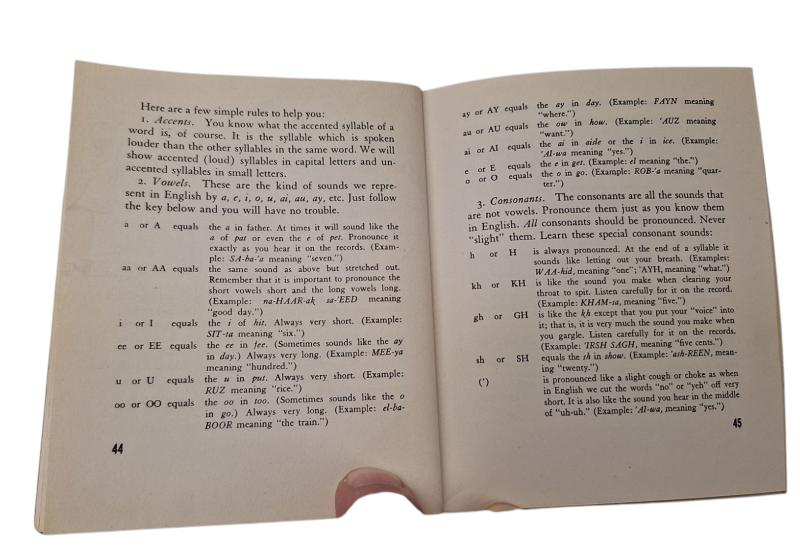 Here are a few simple rules to help you:
1. Accents. You know what the accented syllable of a
word is, of course. It is the syllable which is spoken
louder than the other syllables in the same word. We will
show accented (loud) syllables in capital letters and un-
accented syllables in small letters.
2. Vowels. These are the kind of sounds we repre-
sent in English by a, e, i, o, u, ai, au, ay, etc. Just follow
the key below and you will have no trouble.
a or A equals the a in father. At times it will sound like the
a of pat or even the e of pet. Pronounce it
exactly as you hear it on the records. (Exam-
ple: SA-ba-'a meaning "seven.")
aa or AA equals the same sound as above but stretched out.
Remember that it is important to pronounce the
short vowels short and the long vowels long.
(Example: na-HAAR-ak sa-'EED meaning
"good day.")
i or I equals the i of hit. Always very short. (Example:
SIT-ta meaning "six.")
ee or EE equals the ee in fee. (Sometimes sounds like the ay
in day.) Always very long. (Example: MEE-ya
meaning "hundred.")
u or U equals the u in put. Always very short. (Example:
RUZ meaning "rice.")
oo or OO equals the oo in too. (Sometimes sounds like the o
in go.) Always very long. (Example: el-ba-
BOOR meaning "the train.")
44
ay or AY equals the ay in day. (Example: FAYN meaning
"where.")
au or AU equals the ow in how. (Example: 'AUZ meaning
"want.")
ai or AI equals the ai in aisle or the i in ice. (Example:
'AI-wa meaning "yes.")
e or E equals the e in get. (Example: el meaning "the.")
o or O equals the o in go. (Example: ROB-'a meaning "quar-
ter.")
3. Consonants. The consonants are all the sounds that
are not vowels. Pronounce them just as you know them
in English. All consonants should be pronounced. Never
"slight" them. Learn these special consonant sounds:
h or H is always pronounced. At the end of a syllable it
sounds like letting out your breath. (Examples:
WAA-hid, meaning "one"; 'AYH, meaning "what.")
kh or KH is like the sound you make when clearing your
throat to spit. Listen carefully for it on the record.
(Example: KHAM-sa, meaning "five.")
gh or GH is like the kh except that you put your "voice" into
it; that is, it is very much the sound you make when
you gargle. Listen carefully for it on the records.
(Example: 'IRSH SAGH, meaning "five cents.")
sh or SH equals the sh in show. (Example: 'ash-REEN, mean-
ing "twenty.")
(') is pronounced like a slight cough or choke as when
in English we cut the words "no" or "yeh" off very
short. It is also like the sound you hear in the middle
of "uh-uh." (Example: 'AI-wa, meaning "yes.")
45